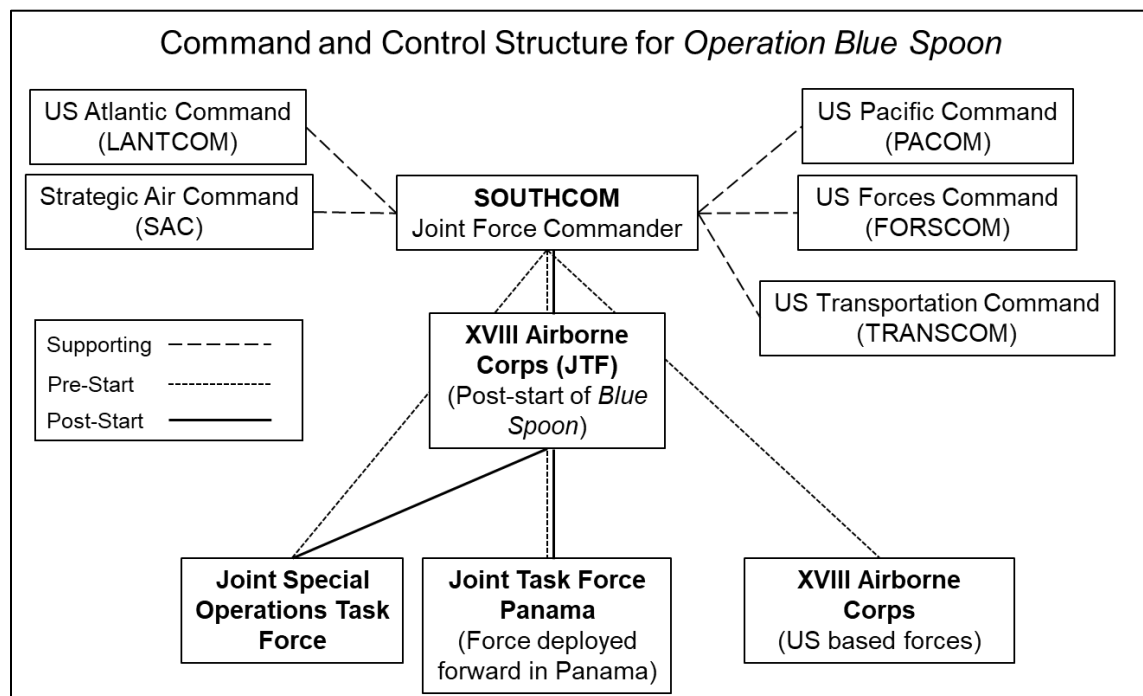 Command and Control Structure for Operation Blue Spoon
US Atlantic Command
(LANTCOM)
Strategic Air Command
(SAC)
SOUTHCOM
Joint Force Commander
US Pacific Command
(PACOM)
US Forces Command
(FORSCOM)
US Transportation Command
(TRANSCOM)
Supporting
Pre-Start
Post-Start
XVIII Airborne
Corps (JTF)
(Post-start of Blue
Spoon)
Joint Special
Operations Task
Force
Joint Task Force
Panama
(Force deployed
forward in Panama)
XVIII Airborne
Corps
(US based forces)